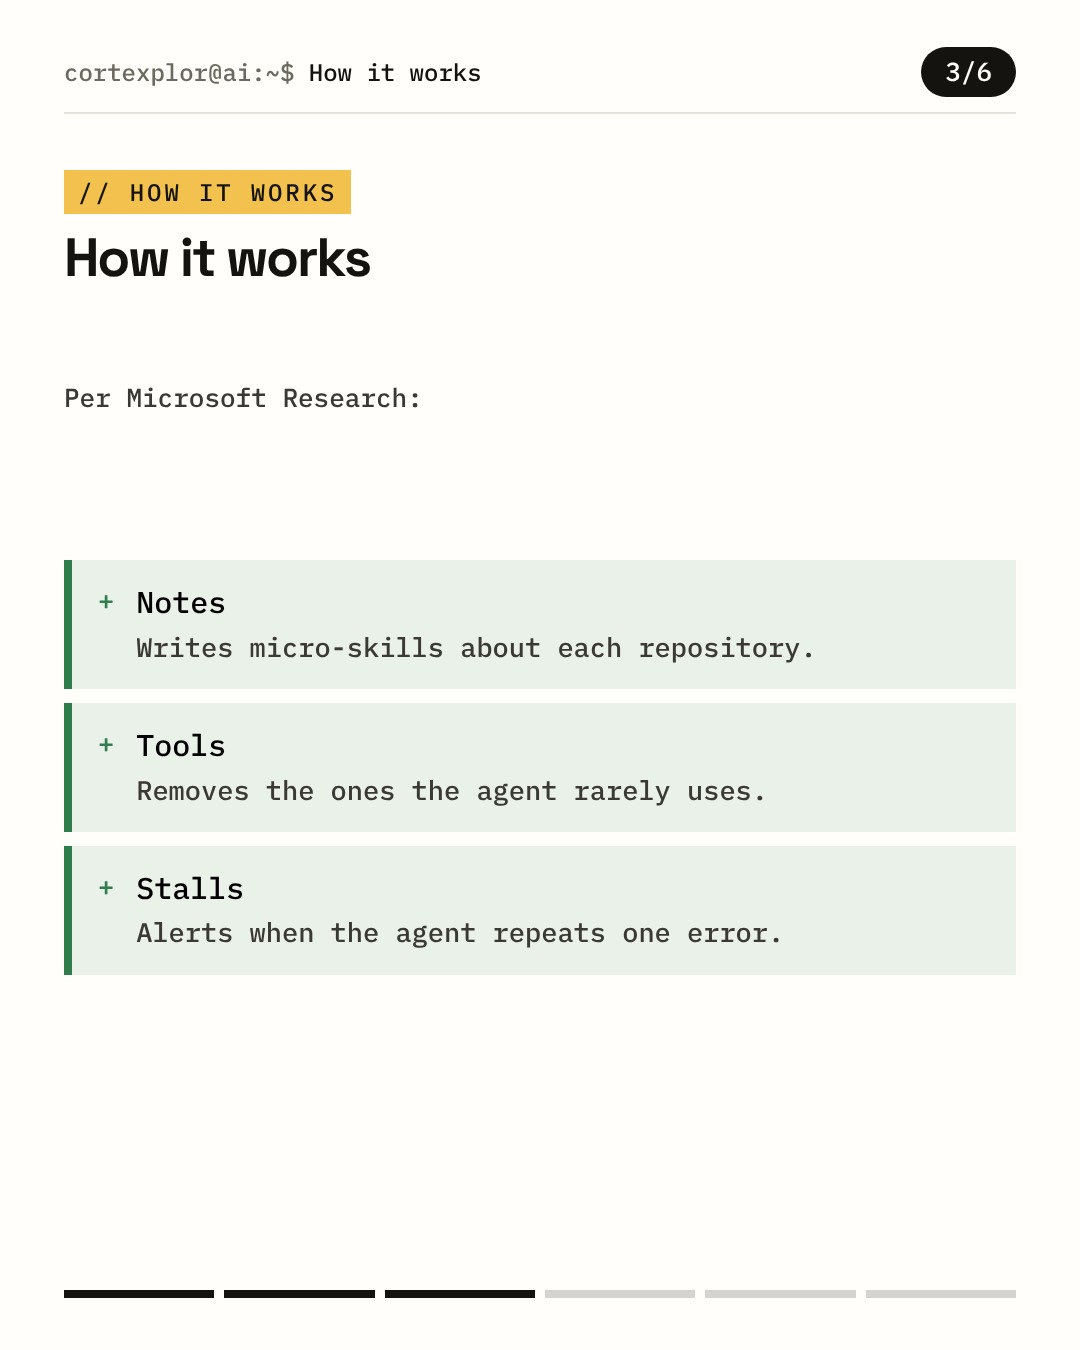 cortexplor@ai:~$ How it works
3/6
// HOW IT WORKS
How it works
Per Microsoft Research:
+ Notes
Writes micro-skills about each repository.
+ Tools
Removes the ones the agent rarely uses.
+ Stalls
Alerts when the agent repeats one error.